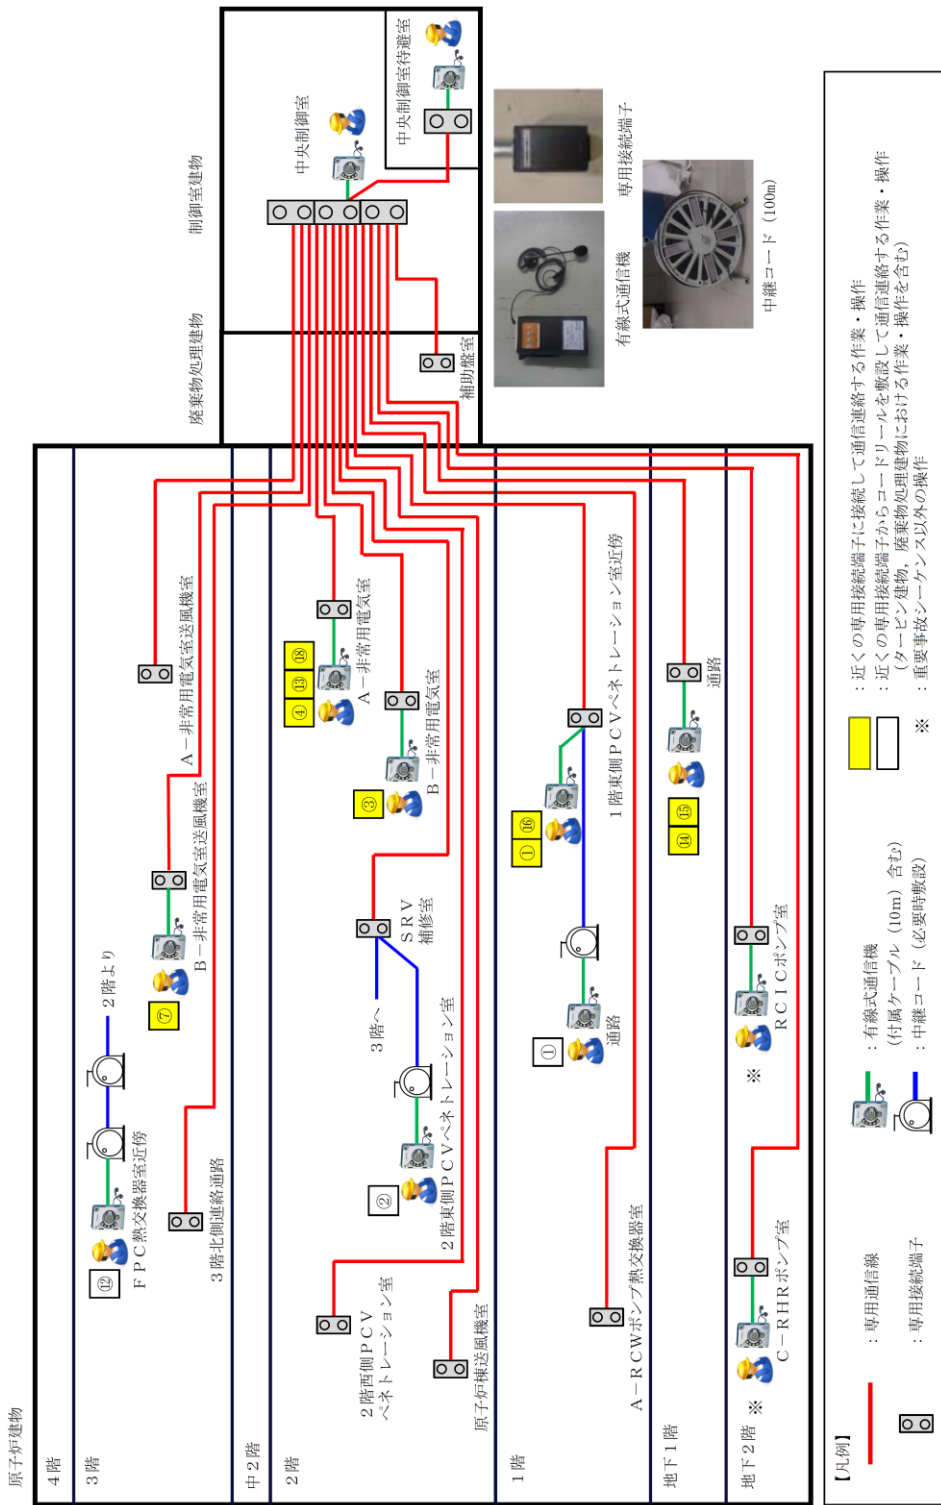 原子炉建物
廃棄物処理建物
制御室建物
4階
3階
中2階
2階
1階
地下1階
地下2階
中央制御室
中央制御室待避室
補助盤室
A－非常用電気室送風機室
⑦
B－非常用電気室送風機室
2階より
⑫
FPC熱交換器室近傍
3階北側連絡通路
④ ⑬ ⑱
A－非常用電気室
③
B－非常用電気室
SRV
補修室
3階へ
②
2階東側PCVペネトレーション室
2階西側PCV
ペネトレーション室
原子炉棟送風機室
① ⑯
1階東側PCVペネトレーション室近傍
①
通路
A－RCWポンプ熱交換器室
⑭ ⑮
通路
※
RCICポンプ室
※
C－RHRポンプ室
有線式通信機
専用接続端子
中継コード（100m）
【凡例】
：専用通信線
：専用接続端子
：有線式通信機
（付属ケーブル（10m）含む）
：中継コード（必要時敷設）
：近くの専用接続端子に接続して通信連絡する作業・操作
：近くの専用接続端子からコードリールを敷設して通信連絡する作業・操作
（タービン建物，廃棄物処理建物における作業・操作を含む）
※ ：重要事故シーケンス以外の操作